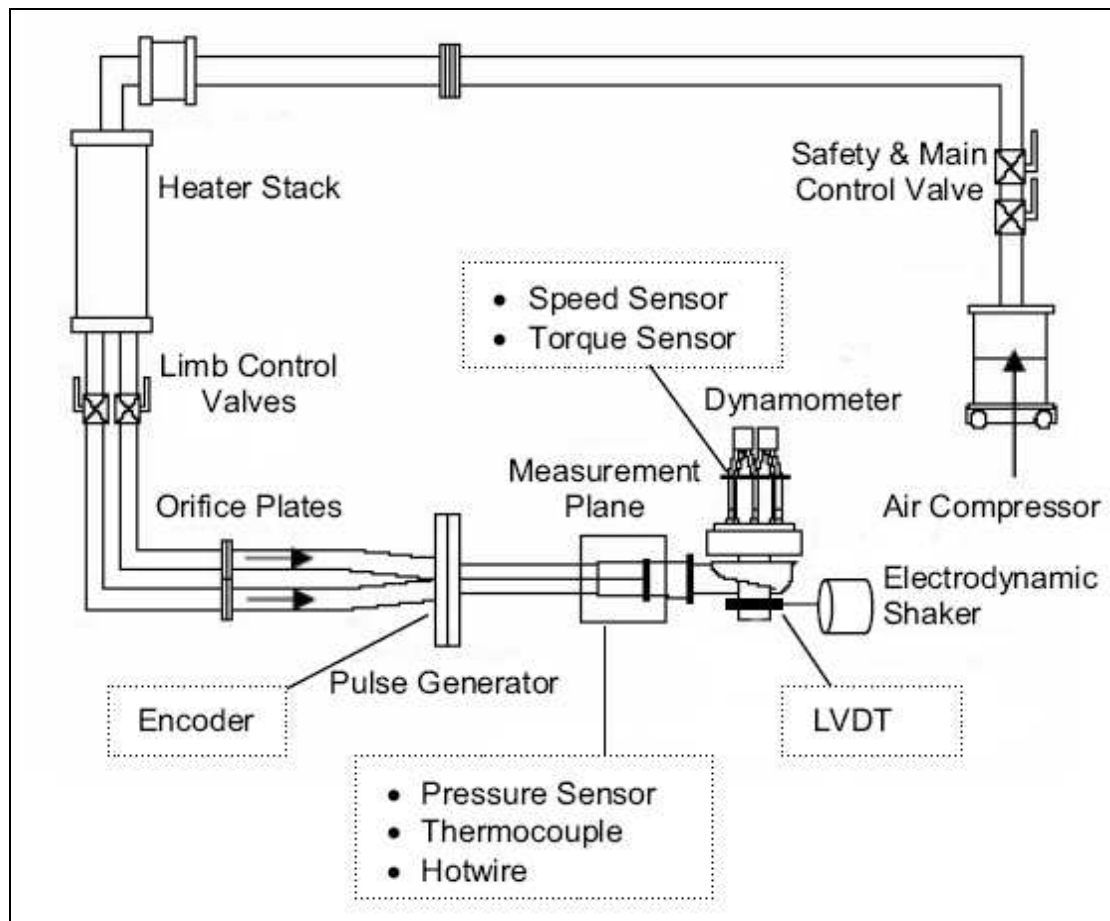 Heater Stack
Safety & Main
Control Valve
• Speed Sensor
• Torque Sensor
Limb Control
Valves
Dynamometer
Measurement
Plane
Orifice Plates
Air Compressor
Electrodynamic
Shaker
Pulse Generator
Encoder
LVDT
• Pressure Sensor
• Thermocouple
• Hotwire